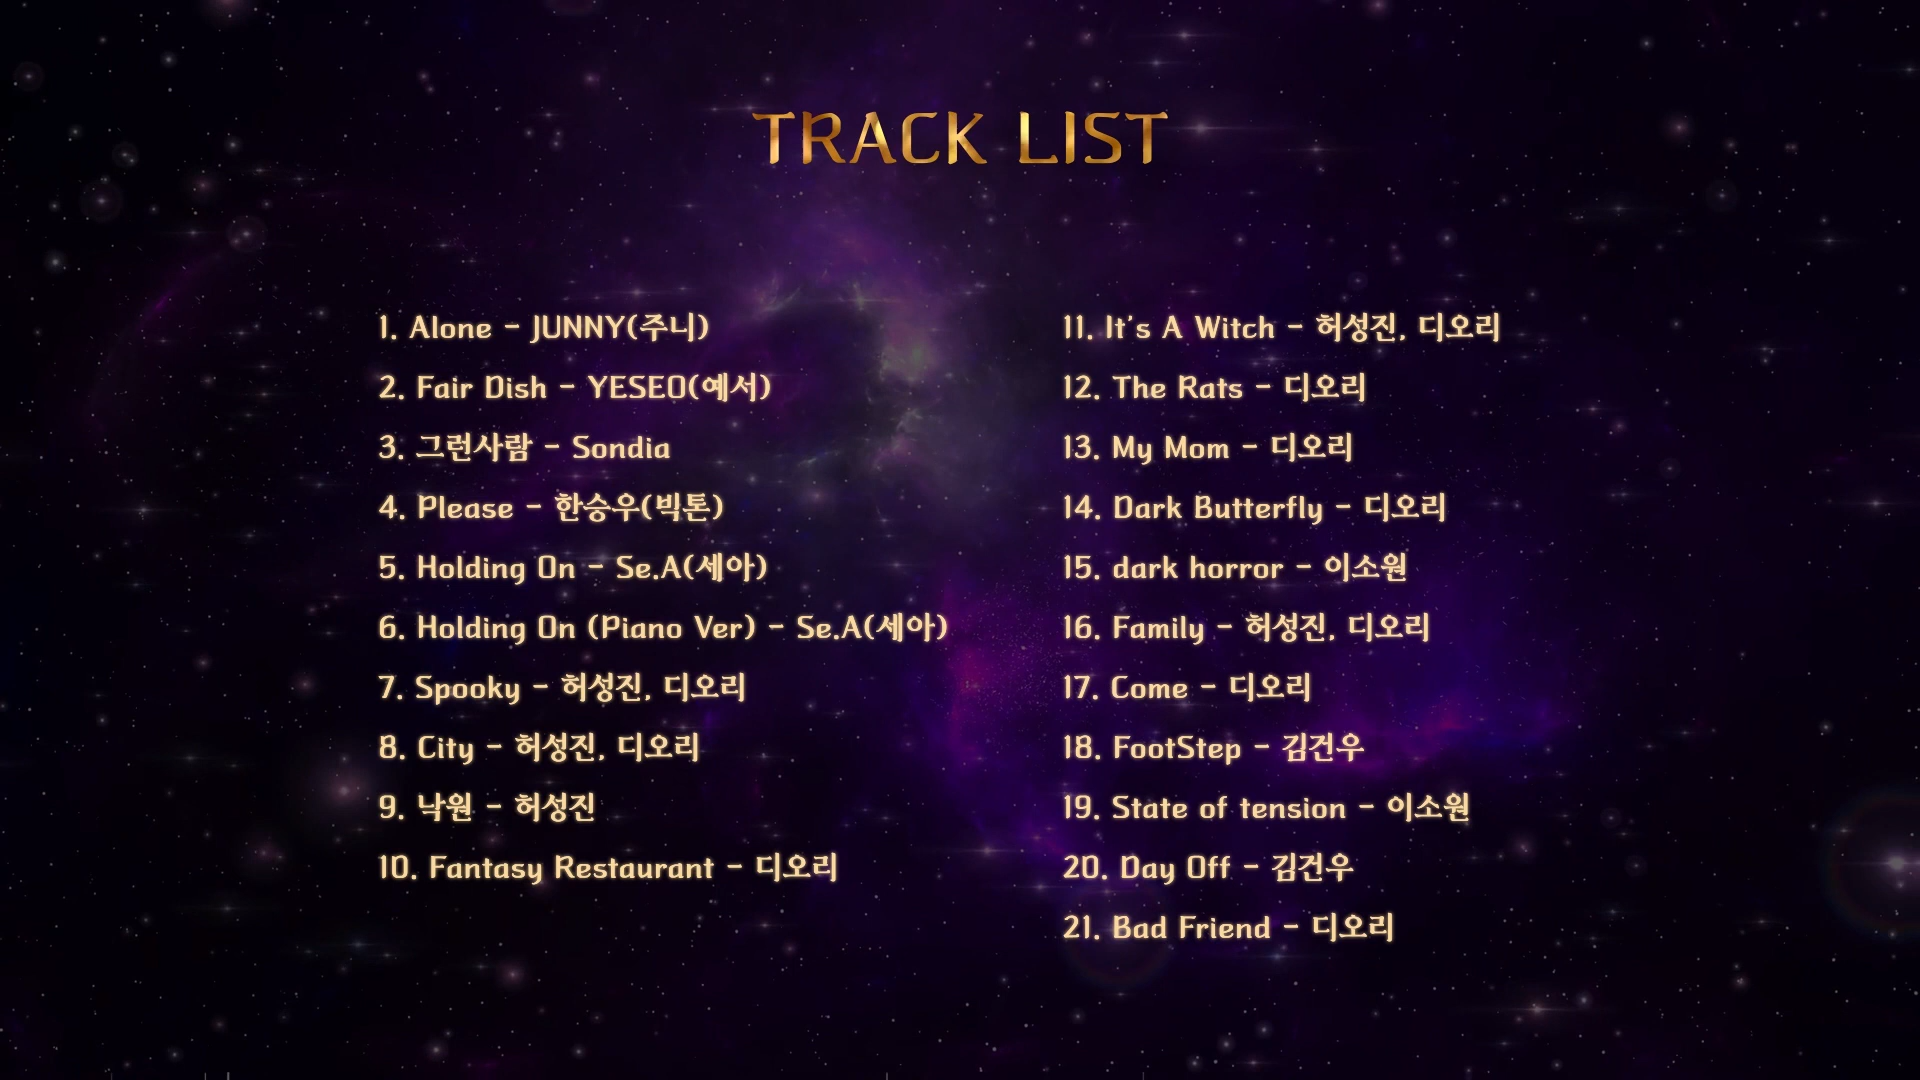 TRACK LIST
1. Alone - JUNNY(주니)
2. Fair Dish - YESEO(예서)
3. 그런사람 - Sondia
4. Please - 한승우(빅톤)
5. Holding On - Se.A(세아)
6. Holding On (Piano Ver) - Se.A(세아)
7. Spooky - 허성진, 디오리
8. City - 허성진, 디오리
9. 낙원 - 허성진
10. Fantasy Restaurant - 디오리
11. It's A Witch - 허성진, 디오리
12. The Rats - 디오리
13. My Mom - 디오리
14. Dark Butterfly - 디오리
15. dark horror - 이소원
16. Family - 허성진, 디오리
17. Come - 디오리
18. FootStep - 김건우
19. State of tension - 이소원
20. Day Off - 김건우
21. Bad Friend - 디오리